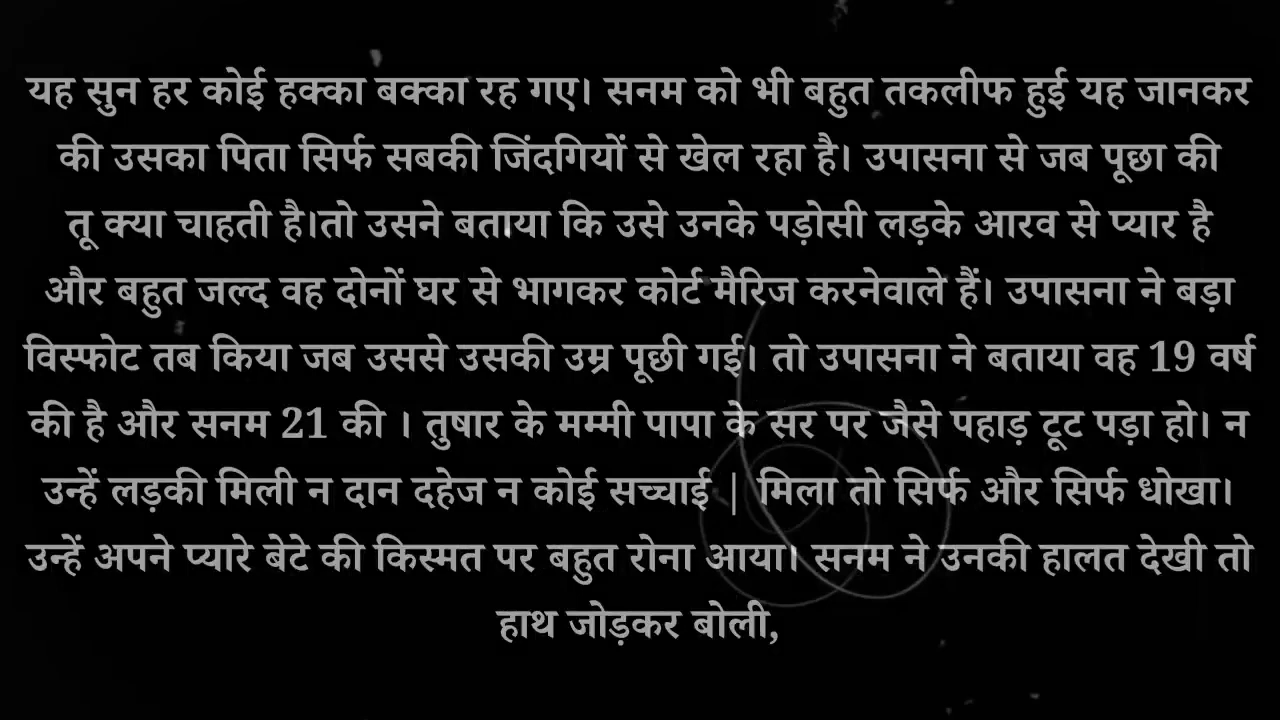 यह सुन हर कोई हक्का बक्का रह गए। सनम को भी बहुत तकलीफ हुई यह जानकर
की उसका पिता सिर्फ सबकी जिंदगियों से खेल रहा है। उपासना से जब पूछा की
तू क्या चाहती है।तो उसने बताया कि उसे उनके पड़ोसी लड़के आरव से प्यार है
और बहुत जल्द वह दोनों घर से भागकर कोर्ट मैरिज करनेवाले हैं। उपासना ने बड़ा
विस्फोट तब किया जब उससे उसकी उम्र पूछी गई। तो उपासना ने बताया वह 19 वर्ष
की है और सनम 21 की । तुषार के मम्मी पापा के सर पर जैसे पहाड़ टूट पड़ा हो। न
उन्हें लड़की मिली न दान दहेज न कोई सच्चाई | मिला तो सिर्फ और सिर्फ धोखा।
उन्हें अपने प्यारे बेटे की किस्मत पर बहुत रोना आया। सनम ने उनकी हालत देखी तो
हाथ जोड़कर बोली,